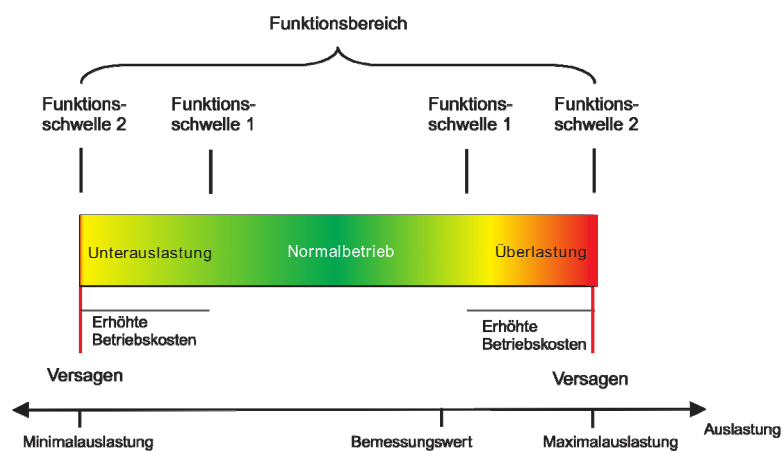 Funktionsbereich
Funktions-
schwelle 2
Funktions-
schwelle 1
Funktions-
schwelle 1
Funktions-
schwelle 2
Unterauslastung
Normalbetrieb
Überlastung
Erhöhte
Betriebskosten
Erhöhte
Betriebskosten
Versagen
Versagen
Minimalauslastung
Bemessungswert
Maximalauslastung
Auslastung